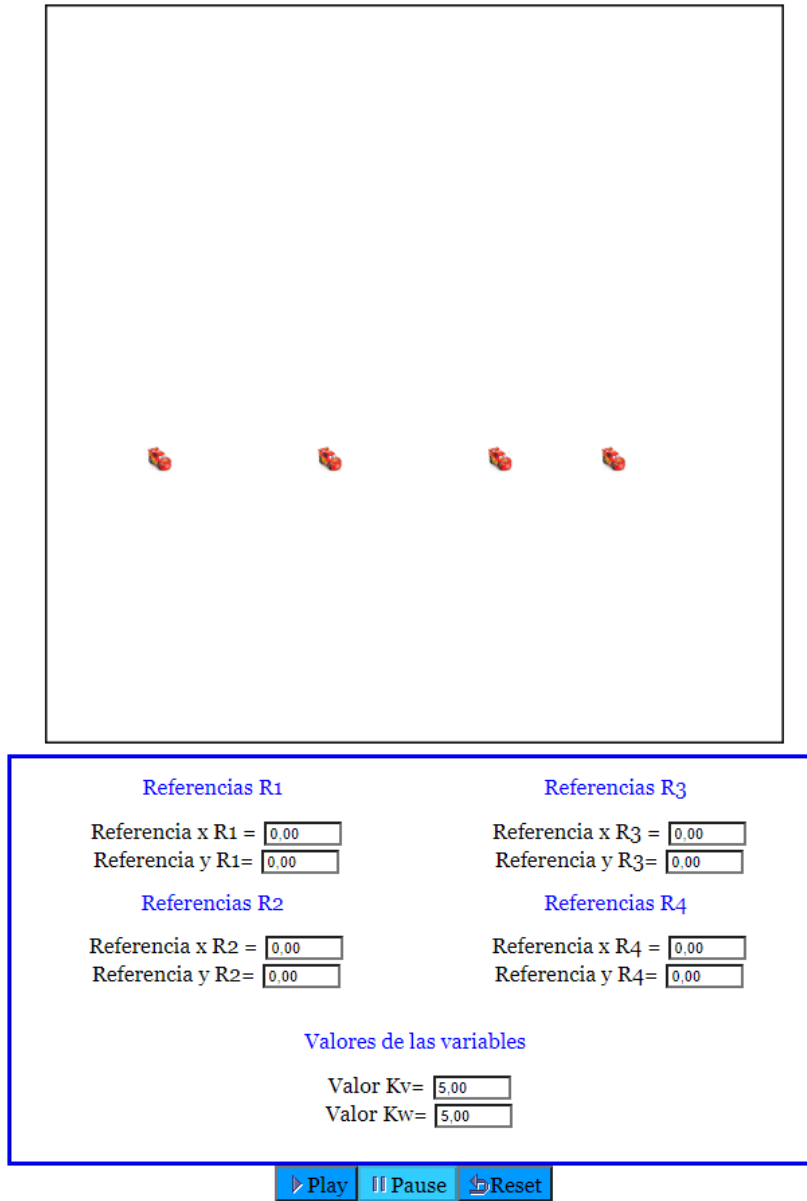 Referencias R1
Referencia x R1 = 0,00
Referencia y R1= 0,00
Referencias R2
Referencia x R2 = 0,00
Referencia y R2= 0,00
Referencias R3
Referencia x R3 = 0,00
Referencia y R3= 0,00
Referencias R4
Referencia x R4 = 0,00
Referencia y R4= 0,00
Valores de las variables
Valor Kv= 5,00
Valor Kw= 5,00
Play Pause Reset